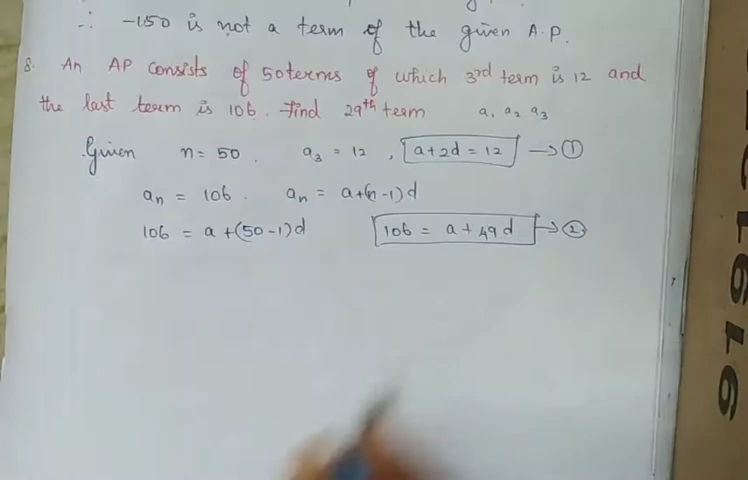 ∴ -150 is not a term of the given A.P.
8. An AP consists of 50 terms of which 3rd term is 12 and
the last term is 106. Find 29th term a₁ a₂ a₃
Given n = 50. a₃ = 12, a+2d = 12 → ①
aₙ = 106. aₙ = a+(n-1)d
106 = a+(50-1)d 106 = a+49d → ②